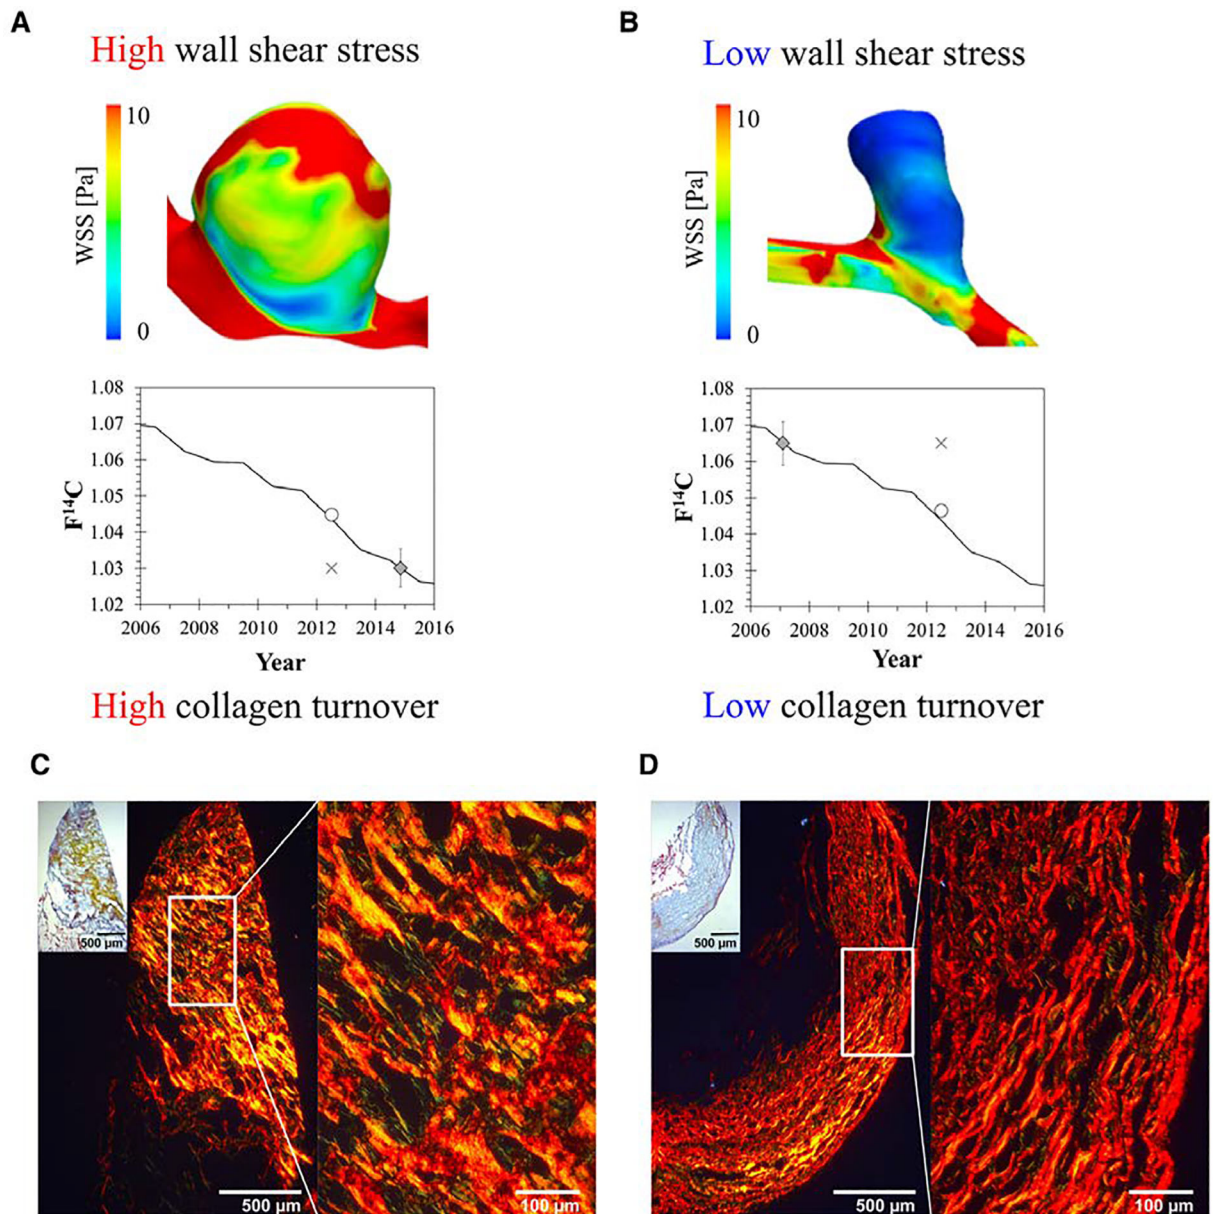 A
High wall shear stress
WSS [Pa]
10
0
F¹⁴C
1.08
1.07
1.06
1.05
1.04
1.03
1.02
2006 2008 2010 2012 2014 2016
Year
High collagen turnover
B
Low wall shear stress
WSS [Pa]
10
0
F¹⁴C
1.08
1.07
1.06
1.05
1.04
1.03
1.02
2006 2008 2010 2012 2014 2016
Year
Low collagen turnover
C
500 µm
500 µm
100 µm
D
500 µm
500 µm
100 µm